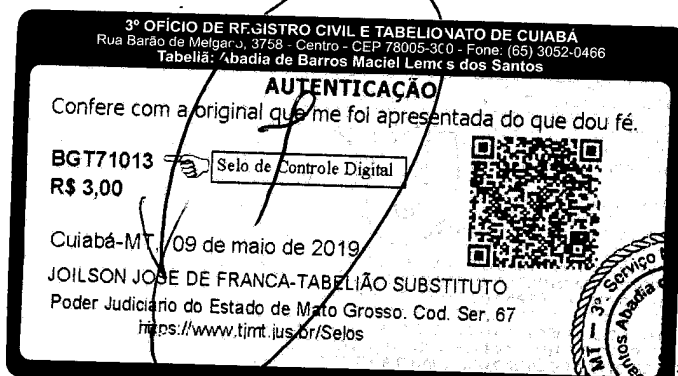 3º OFÍCIO DE REGISTRO CIVIL E TABELIONATO DE CUIABÁ
Rua Barão de Melgaço, 3758 - Centro - CEP 78005-300 - Fone: (65) 3052-0466
Tabeliã: Abadia de Barros Maciel Lemos dos Santos
AUTENTICAÇÃO
Confere com a original que me foi apresentada do que dou fé.
BGT71013
Selo de Controle Digital
R$ 3,00
Cuiabá-MT, 09 de maio de 2019
JOILSON JOSE DE FRANCA-TABELIÃO SUBSTITUTO
Poder Judiciário do Estado de Mato Grosso. Cod. Ser. 67
https://www.tjmt.jus.br/Selos
MT — 3º Serviço
Abadia